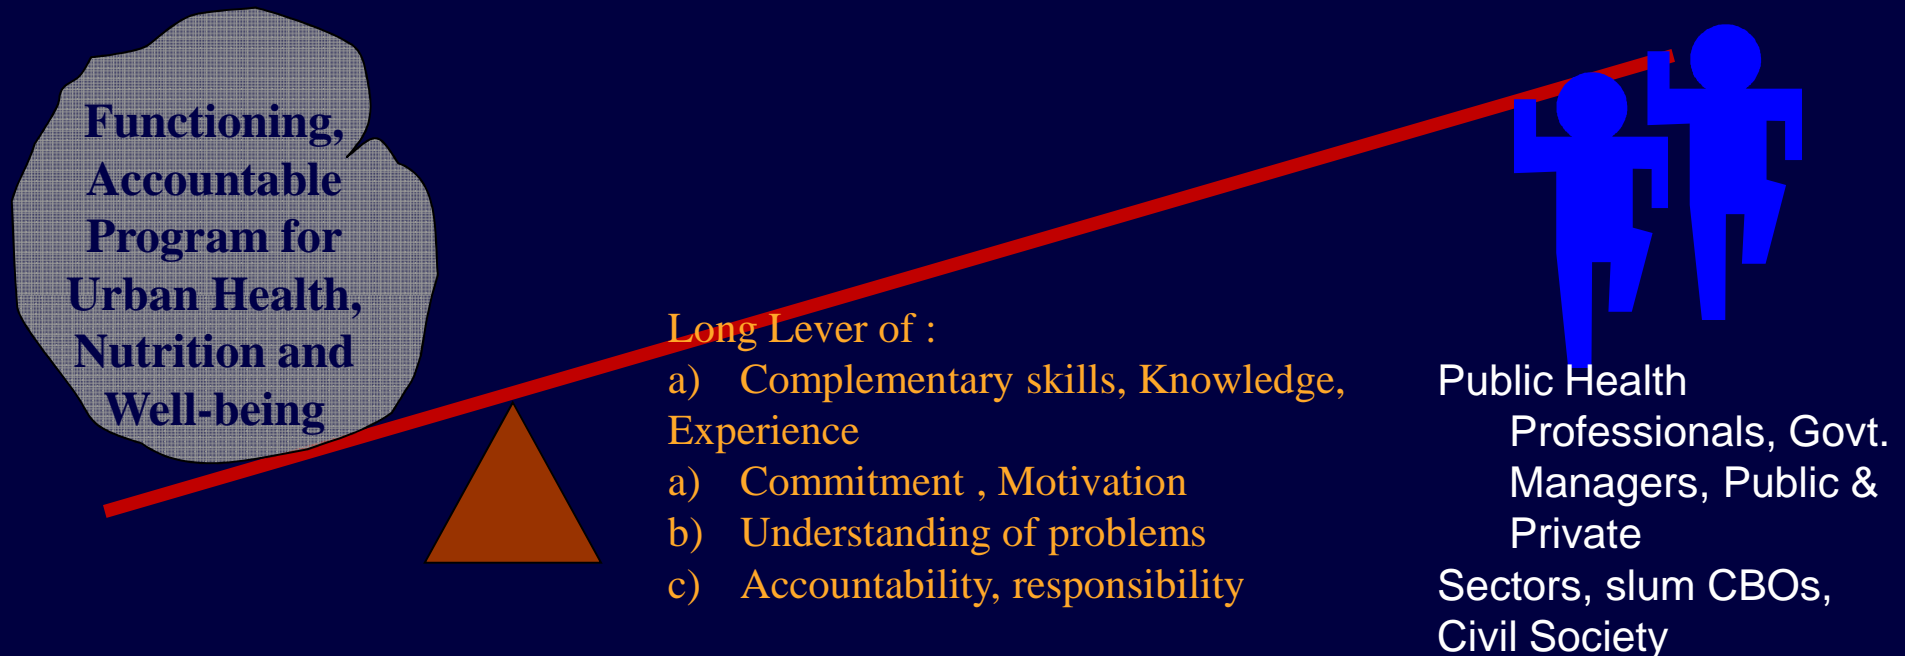 Functioning,
Accountable
Program for
Urban Health,
Nutrition and
Well-being
Long Lever of :
a) Complementary skills, Knowledge,
Experience
a) Commitment , Motivation
b) Understanding of problems
c) Accountability, responsibility
Public Health
Professionals, Govt.
Managers, Public &
Private
Sectors, slum CBOs,
Civil Society